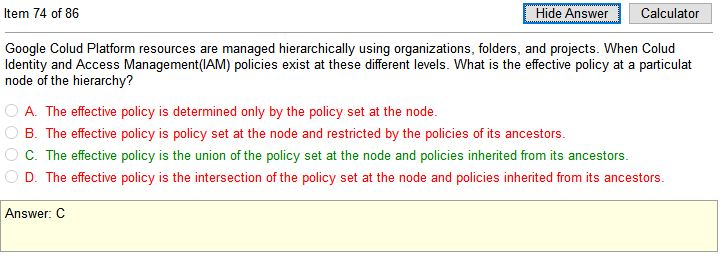 Item 74 of 86
Hide Answer
Calculator
Google Colud Platform resources are managed hierarchically using organizations, folders, and projects. When Colud
Identity and Access Management(IAM) policies exist at these different levels. What is the effective policy at a particulat
node of the hierarchy?
A. The effective policy is determined only by the policy set at the node.
B. The effective policy is policy set at the node and restricted by the policies of its ancestors.
C. The effective policy is the union of the policy set at the node and policies inherited from its ancestors.
D. The effective policy is the intersection of the policy set at the node and policies inherited from its ancestors.
Answer: C